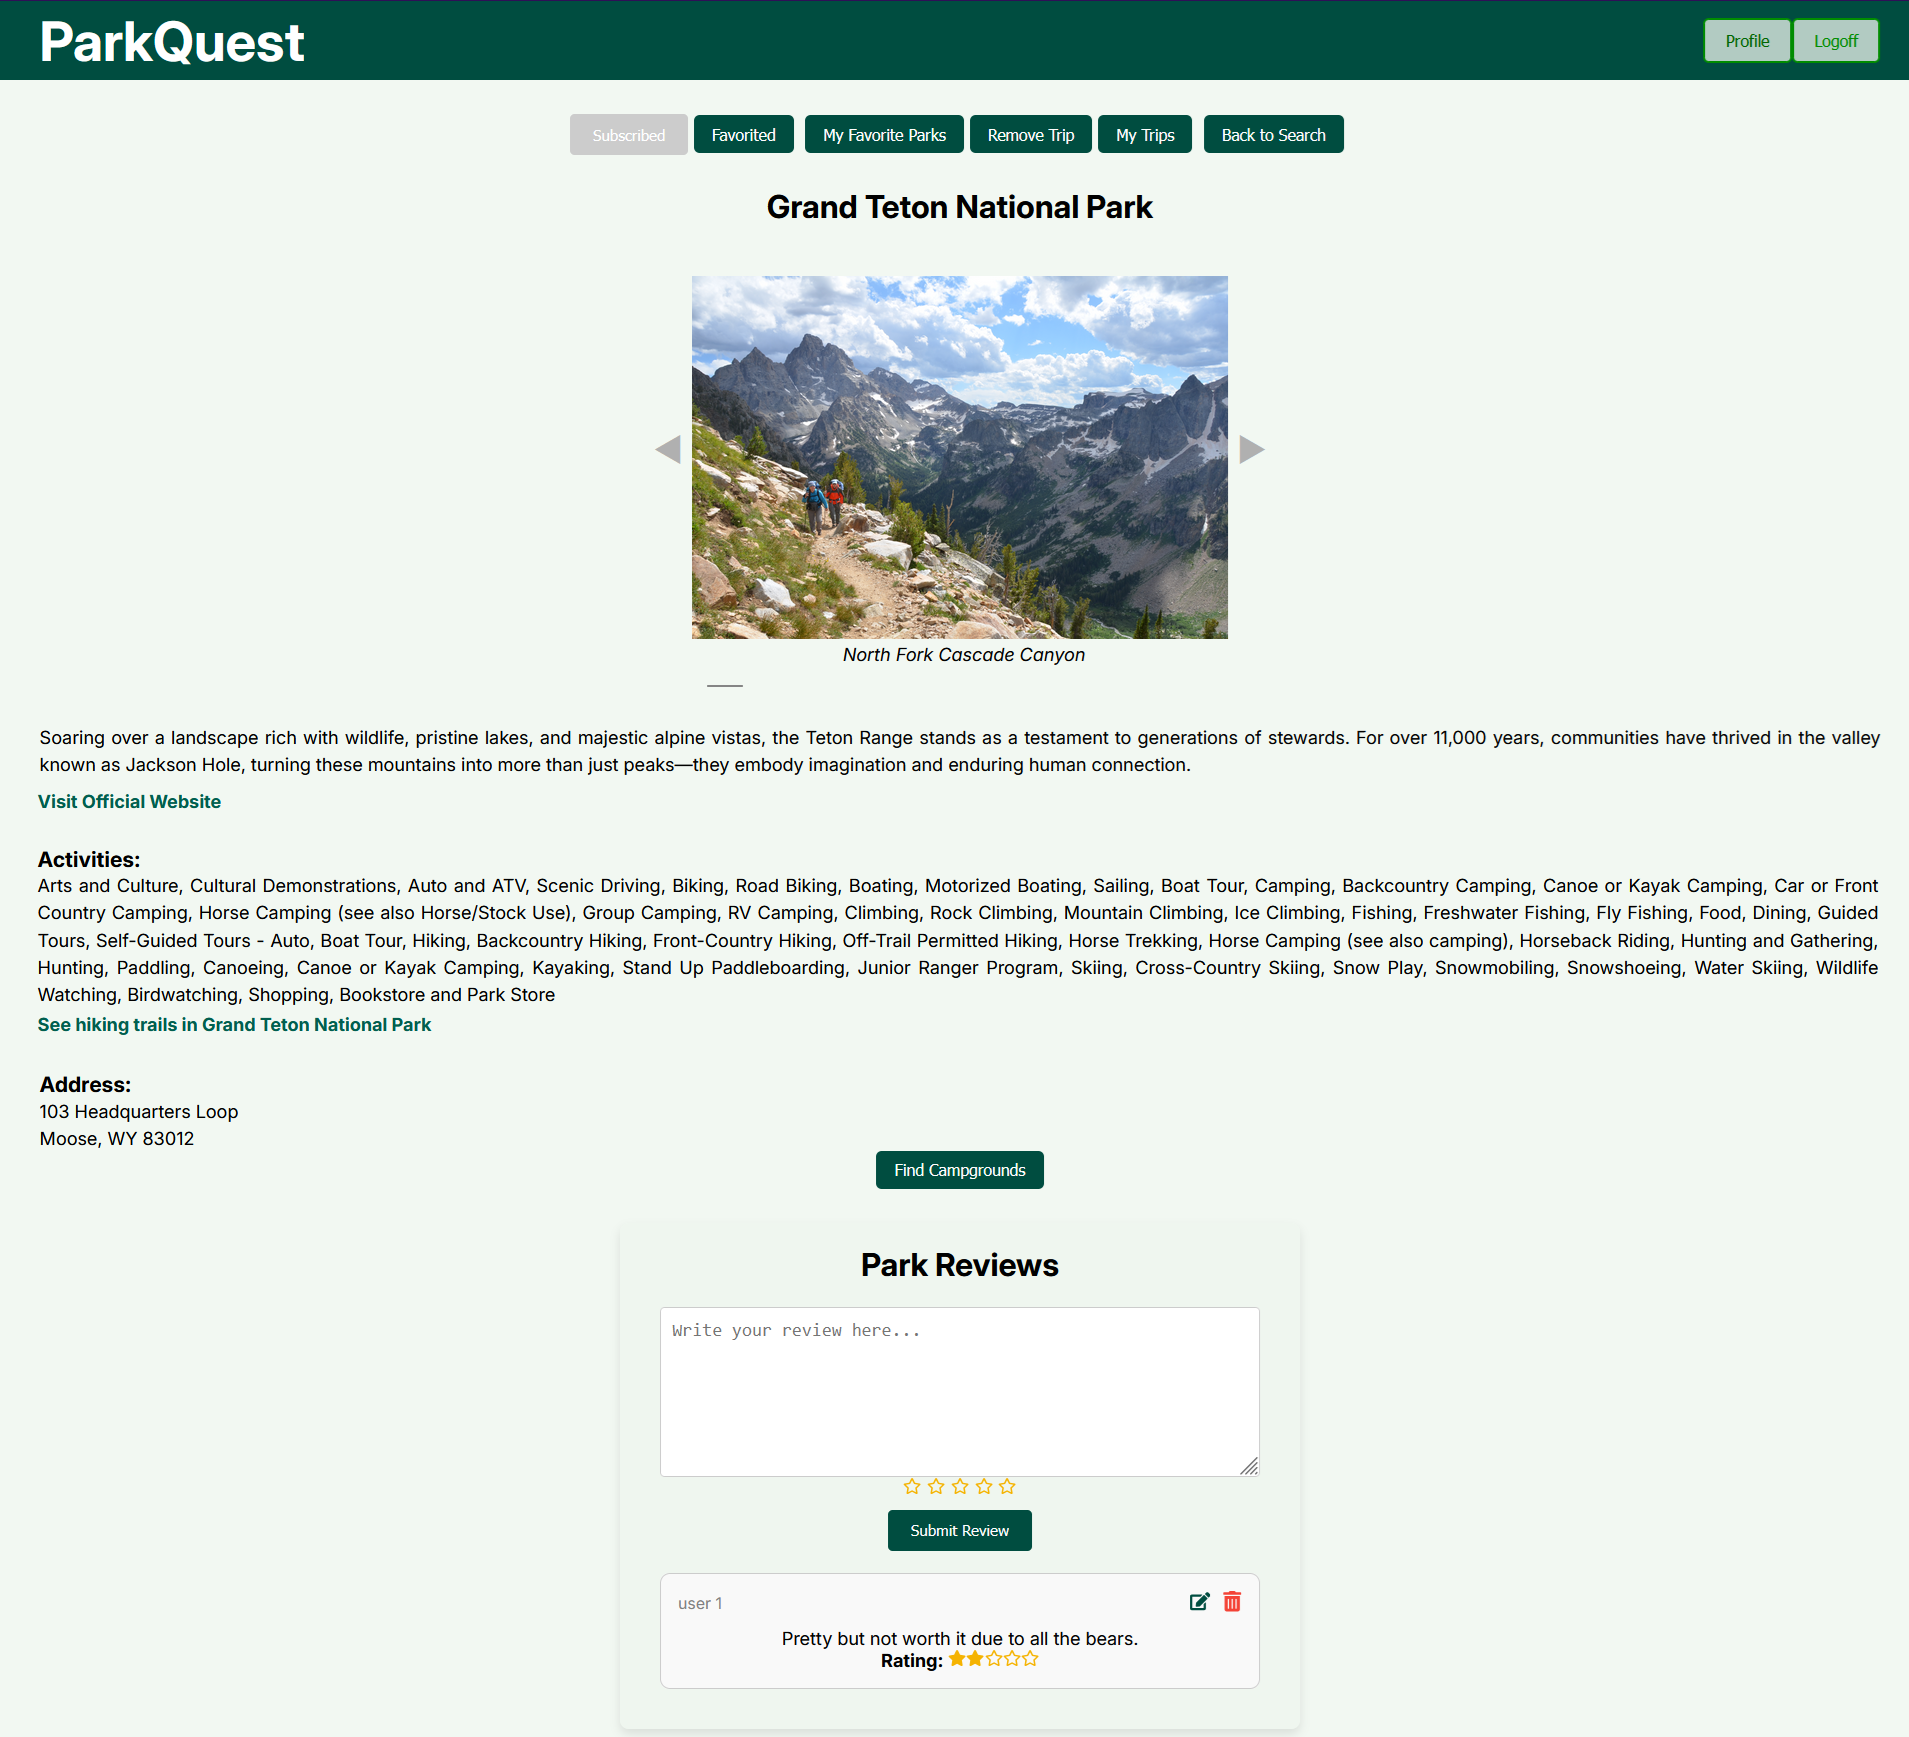 ParkQuest
Profile
Logoff
Subscribed
Favorited
My Favorite Parks
Remove Trip
My Trips
Back to Search
Grand Teton National Park
North Fork Cascade Canyon
Soaring over a landscape rich with wildlife, pristine lakes, and majestic alpine vistas, the Teton Range stands as a testament to generations of stewards. For over 11,000 years, communities have thrived in the valley
known as Jackson Hole, turning these mountains into more than just peaks—they embody imagination and enduring human connection.
Visit Official Website
Activities:
Arts and Culture, Cultural Demonstrations, Auto and ATV, Scenic Driving, Biking, Road Biking, Boating, Motorized Boating, Sailing, Boat Tour, Camping, Backcountry Camping, Canoe or Kayak Camping, Car or Front
Country Camping, Horse Camping (see also Horse/Stock Use), Group Camping, RV Camping, Climbing, Rock Climbing, Mountain Climbing, Ice Climbing, Fishing, Freshwater Fishing, Fly Fishing, Food, Dining, Guided
Tours, Self-Guided Tours - Auto, Boat Tour, Hiking, Backcountry Hiking, Front-Country Hiking, Off-Trail Permitted Hiking, Horse Trekking, Horse Camping (see also camping), Horseback Riding, Hunting and Gathering,
Hunting, Paddling, Canoeing, Canoe or Kayak Camping, Kayaking, Stand Up Paddleboarding, Junior Ranger Program, Skiing, Cross-Country Skiing, Snow Play, Snowmobiling, Snowshoeing, Water Skiing, Wildlife
Watching, Birdwatching, Shopping, Bookstore and Park Store
See hiking trails in Grand Teton National Park
Address:
103 Headquarters Loop
Moose, WY 83012
Find Campgrounds
Park Reviews
Write your review here...
Submit Review
user 1
Pretty but not worth it due to all the bears.
Rating: